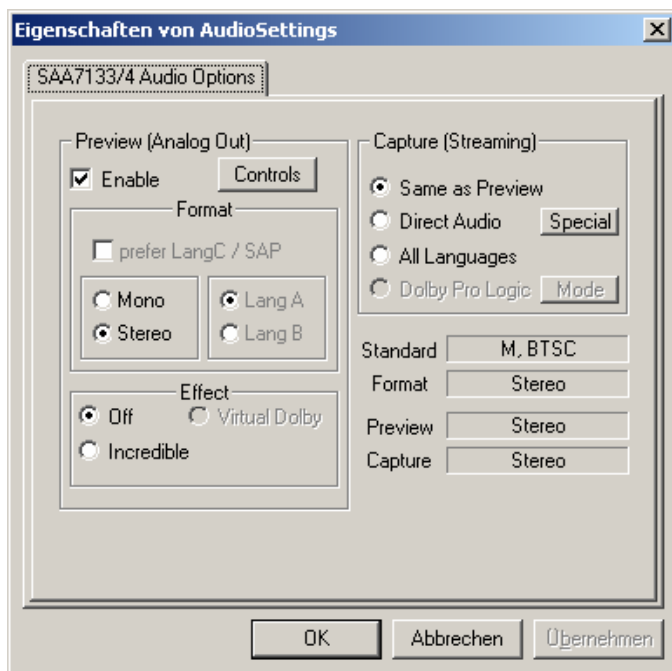 Eigenschaften von AudioSettings
SAA7133/4 Audio Options
Preview (Analog Out)
Enable
Controls
Format
prefer LangC / SAP
Mono
Stereo
Lang A
Lang B
Effect
Off
Virtual Dolby
Incredible
Capture (Streaming)
Same as Preview
Direct Audio
Special
All Languages
Dolby Pro Logic
Mode
Standard
M, BTSC
Format
Stereo
Preview
Stereo
Capture
Stereo
OK
Abbrechen
Übernehmen